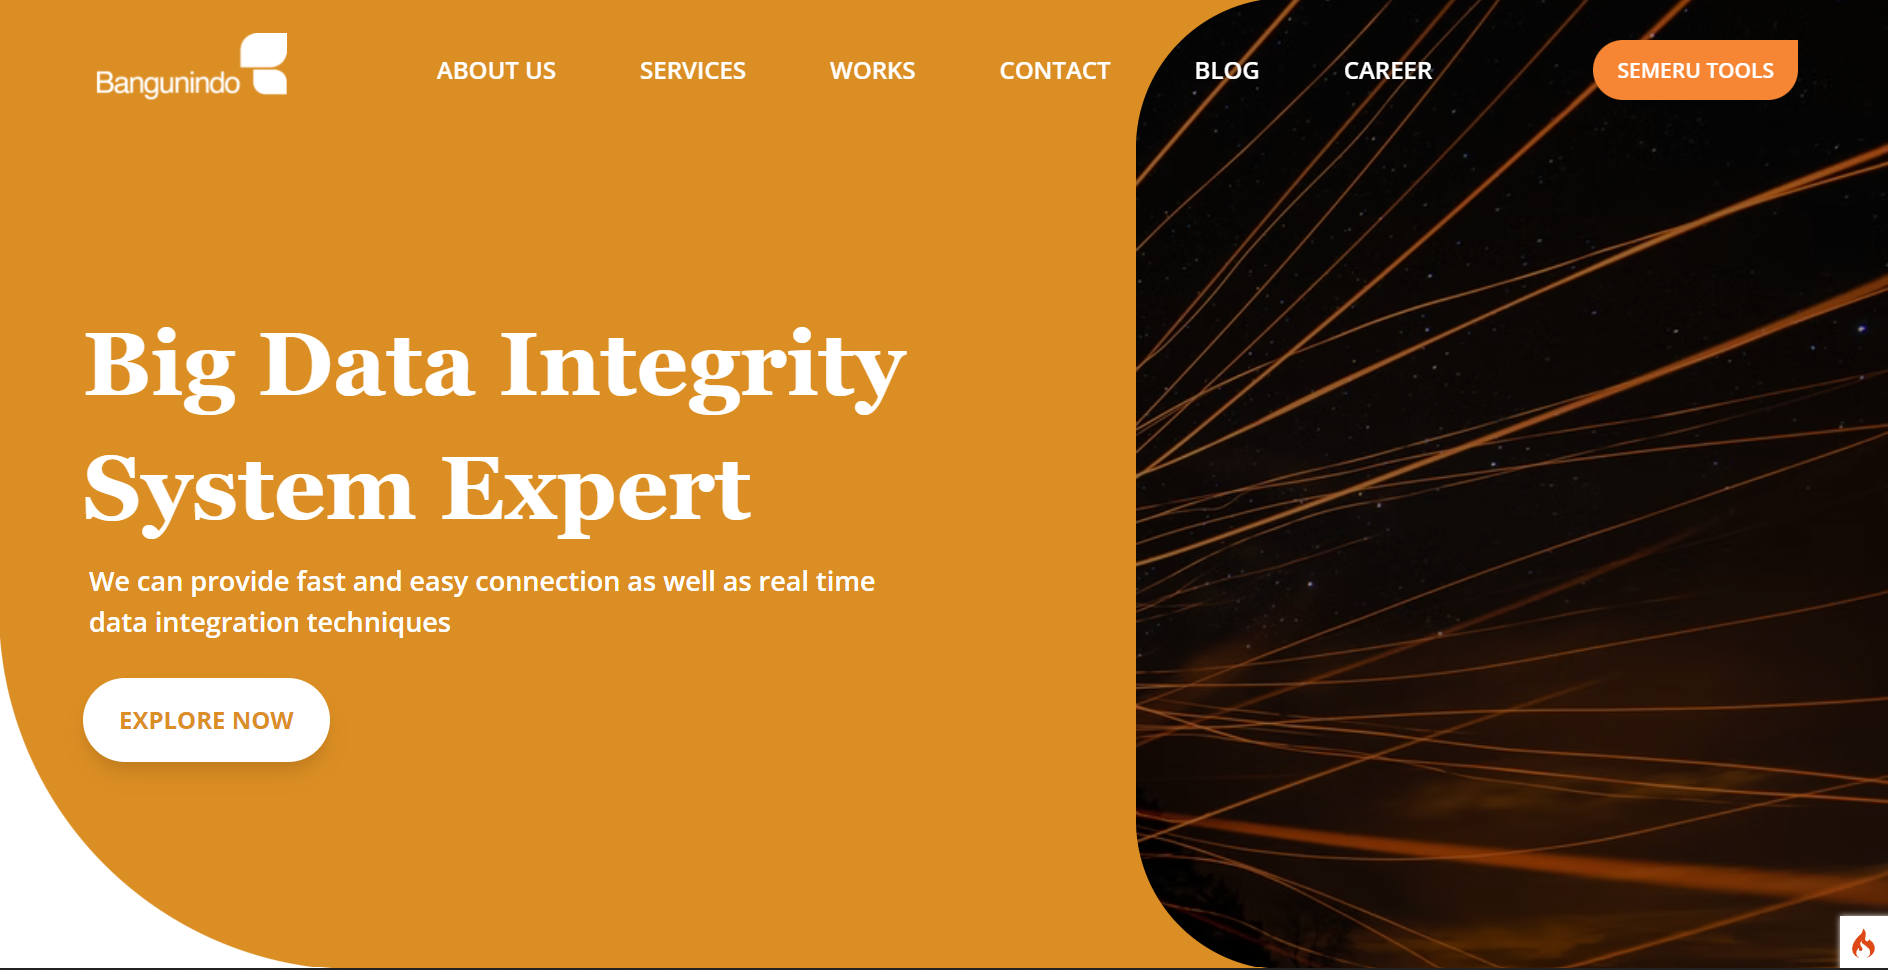 Bangunindo
ABOUT US
SERVICES
WORKS
CONTACT
BLOG
CAREER
SEMERU TOOLS
Big Data Integrity
System Expert
We can provide fast and easy connection as well as real time
data integration techniques
EXPLORE NOW